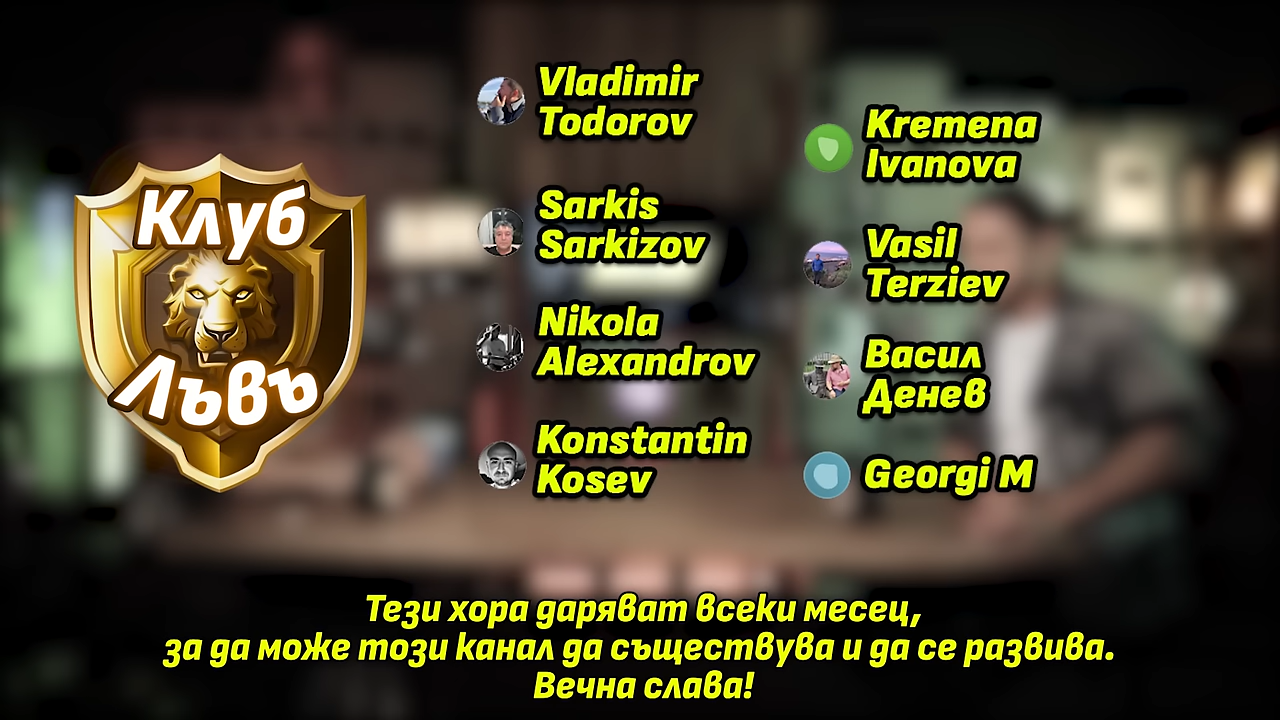 Клуб
Лъвъ
Vladimir
Todorov
Sarkis
Sarkizov
Nikola
Alexandrov
Konstantin
Kosev
Kremena
Ivanova
Vasil
Terziev
Васил
Денев
Georgi M
Тези хора даряват всеки месец,
за да може този канал да съществува и да се развива.
Вечна слава!